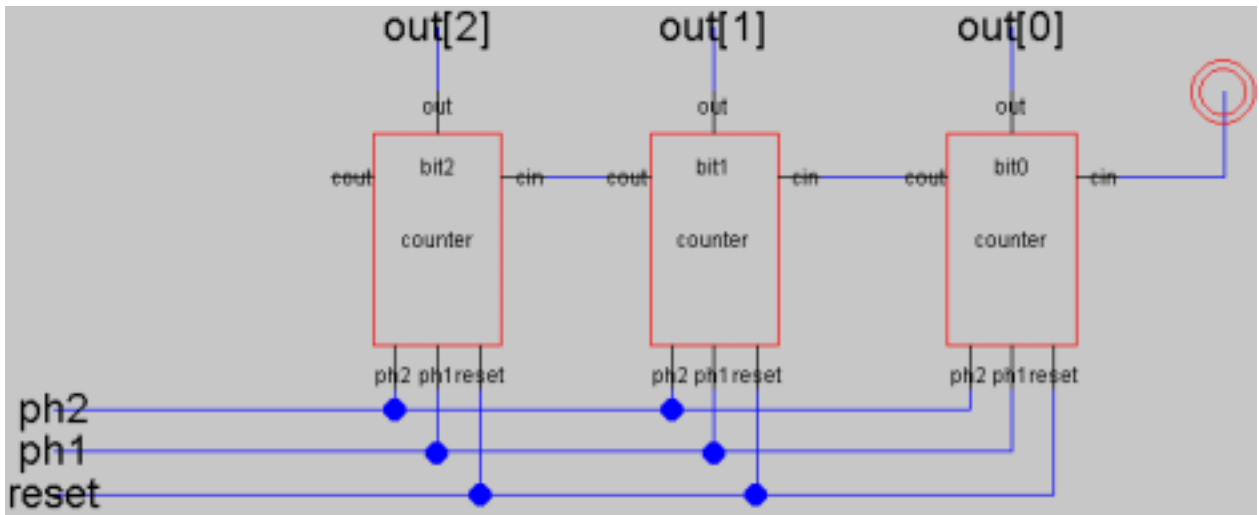 out[2] out[1] out[0]
out out out
bit2 bit1 bit0
cout cin cout cin cout cin
counter counter counter
ph2 ph1 reset ph2 ph1 reset ph2 ph1 reset
ph2
ph1
reset